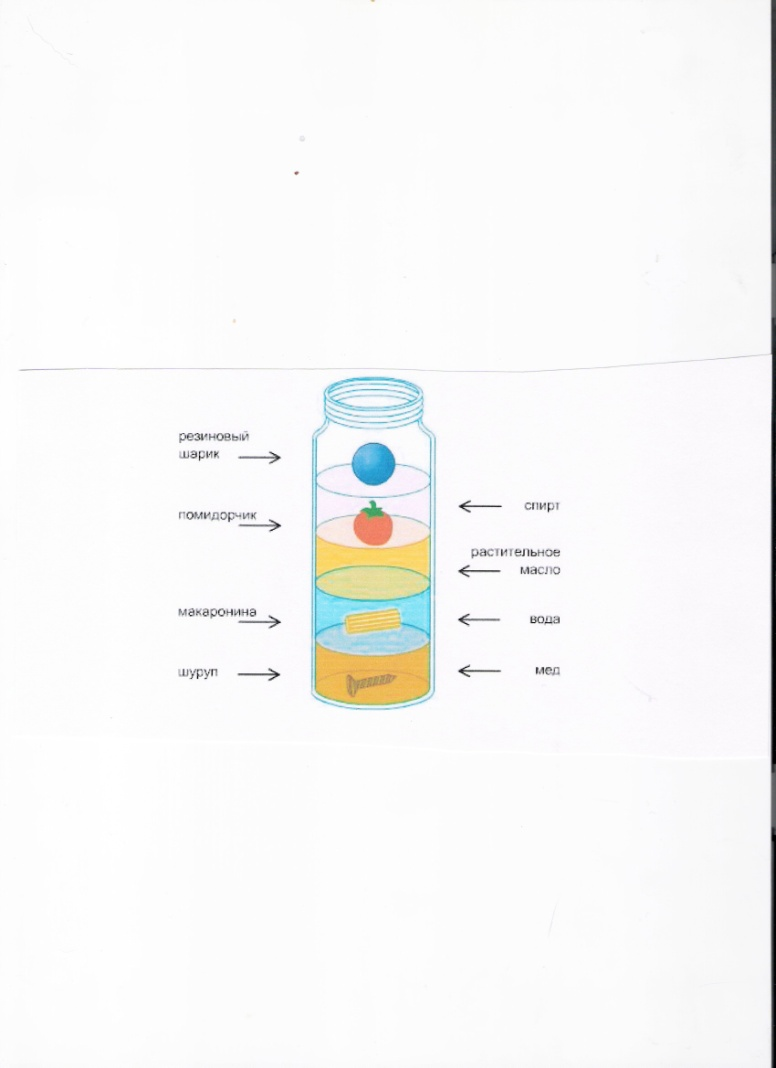 резиновый
шарик
спирт
помидорчик
растительное
масло
макаронина
вода
шуруп
мед